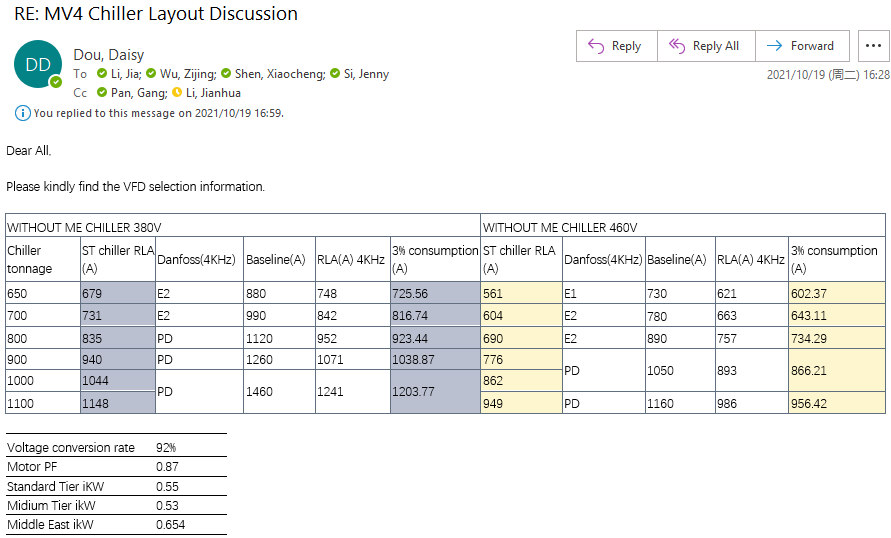 RE: MV4 Chiller Layout Discussion
DD
Dou, Daisy
To Li, Jia; Wu, Zijing; Shen, Xiaocheng; Si, Jenny
Cc Pan, Gang; Li, Jianhua
Reply
Reply All
Forward
2021/10/19 (周二) 16:28
You replied to this message on 2021/10/19 16:59.
Dear All,
Please kindly find the VFD selection information.
WITHOUT ME CHILLER 380V WITHOUT ME CHILLER 460V
Chiller tonnage ST chiller RLA (A) Danfoss(4KHz) Baseline(A) RLA(A) 4KHz 3% consumption (A) ST chiller RLA (A) Danfoss(4KHz) Baseline(A) RLA(A) 4KHz 3% consumption (A)
650 679 E2 880 748 725.56 561 E1 730 621 602.37
700 731 E2 990 842 816.74 604 E2 780 663 643.11
800 835 PD 1120 952 923.44 690 E2 890 757 734.29
900 940 PD 1260 1071 1038.87 776 PD 1050 893 866.21
1000 1044 PD 1460 1241 1203.77 862
1100 1148 949 PD 1160 986 956.42
Voltage conversion rate 92%
Motor PF 0.87
Standard Tier iKW 0.55
Midium Tier ikW 0.53
Middle East ikW 0.654